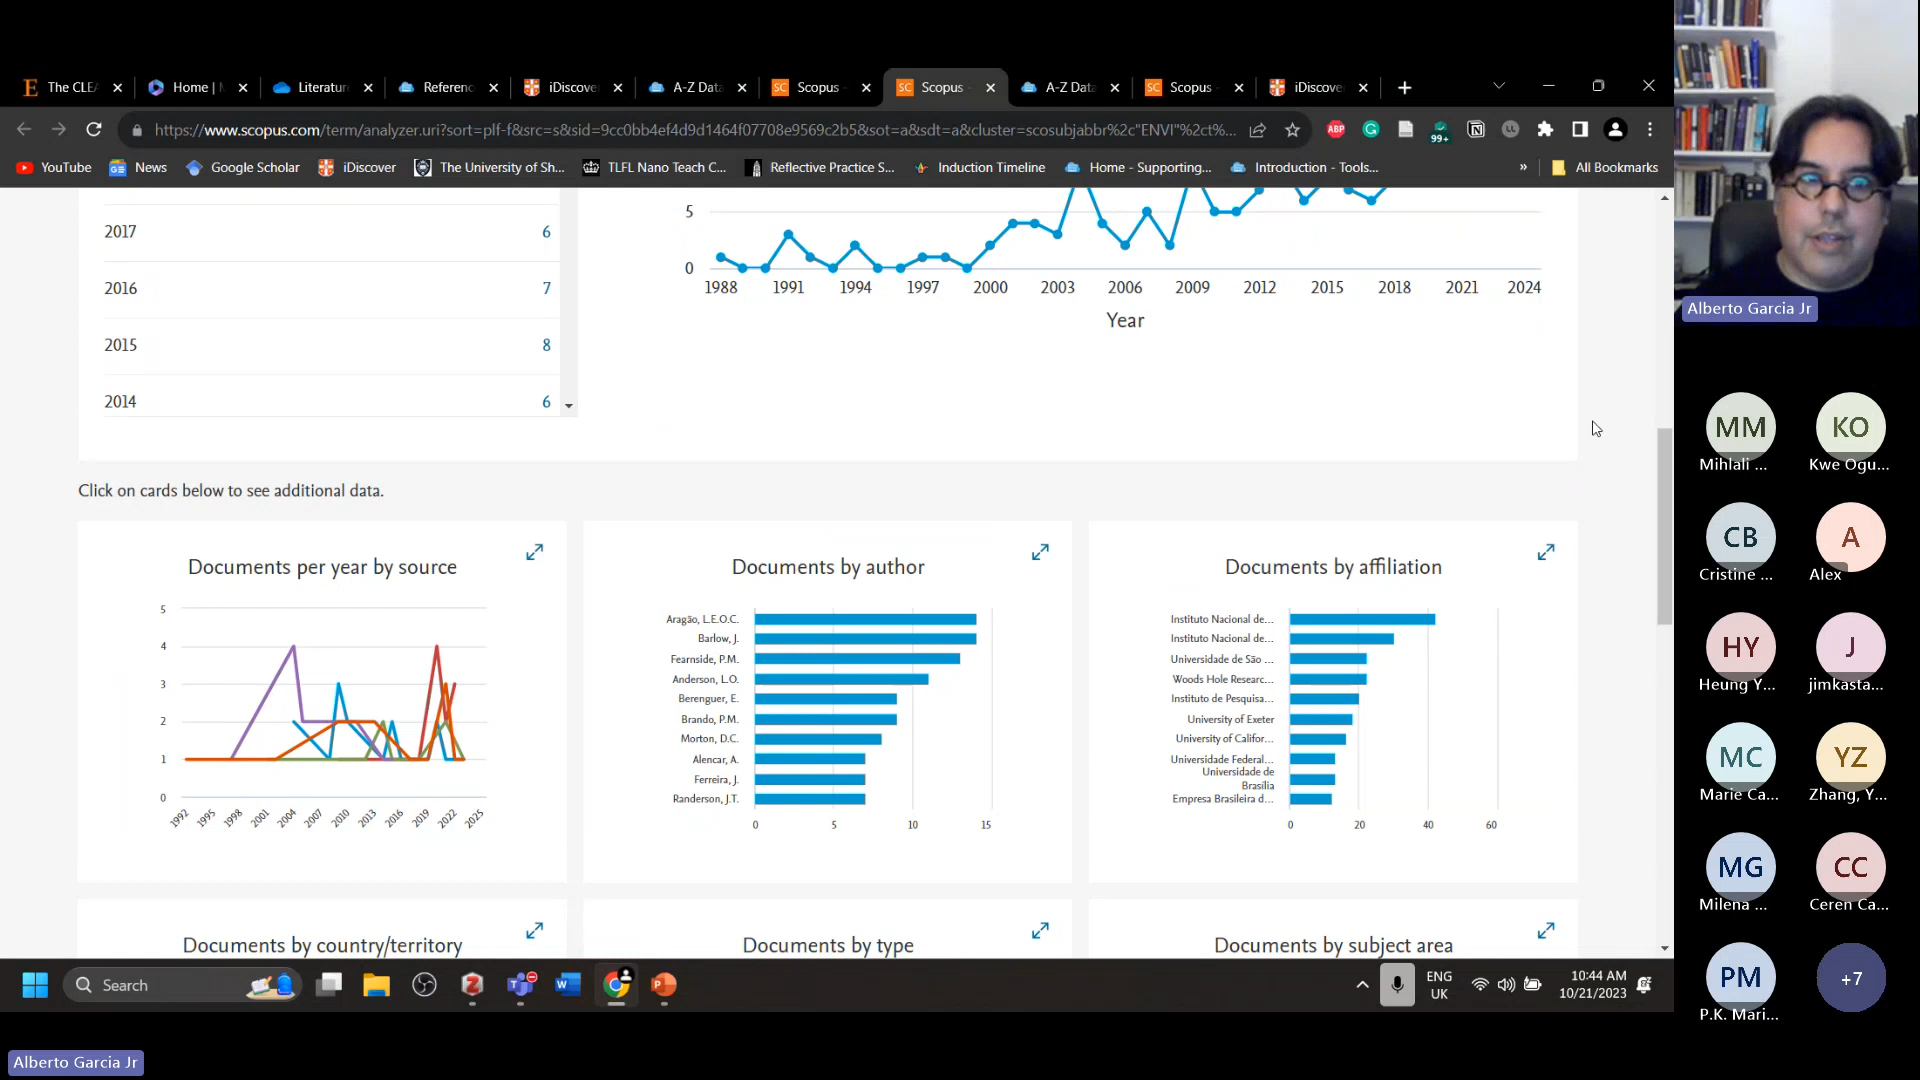 The CLEA
Home | M
Literatur
Referenc
iDiscove
A-Z Data
SC Scopus
SC Scopus -
A-Z Data
SC Scopus -
iDiscove
https://www.scopus.com/term/analyzer.uri?sort=plf-f&src=s&sid=9cc0bb4ef4d9d1464f07708e9569c2b5&sot=a&sdt=a&cluster=scosubjabbr%2c"ENVI"%2ct%...
ABP
99+
YouTube
News
Google Scholar
iDiscover
The University of Sh...
TLFL Nano Teach C...
Reflective Practice S...
Induction Timeline
Home - Supporting...
Introduction - Tools...
»
All Bookmarks
2017 6
2016 7
2015 8
2014 6
5
0
1988 1991 1994 1997 2000 2003 2006 2009 2012 2015 2018 2021 2024
Year
Click on cards below to see additional data.
Documents per year by source
5
4
3
2
1
0
1992 1995 1998 2001 2004 2007 2010 2013 2016 2019 2022 2025
Documents by author
Aragão, L.E.O.C.
Barlow, J.
Fearnside, P.M.
Anderson, L.O.
Berenguer, E.
Brando, P.M.
Morton, D.C.
Alencar, A.
Ferreira, J.
Randerson, J.T.
0 5 10 15
Documents by affiliation
Instituto Nacional de...
Instituto Nacional de...
Universidade de São ...
Woods Hole Researc...
Instituto de Pesquisa...
University of Exeter
University of Califor...
Universidade Federal...
Universidade de
Brasília
Empresa Brasileira d...
0 20 40 60
Documents by country/territory
Documents by type
Documents by subject area
Search
ENG
UK
10:44 AM
10/21/2023
Alberto Garcia Jr
MM
Mihlali ...
KO
Kwe Ogu...
CB
Cristine ...
A
Alex
HY
Heung Y...
J
jimkasta...
MC
Marie Ca...
YZ
Zhang, Y...
MG
Milena ...
CC
Ceren Ca...
PM
P.K. Mari...
+7
Alberto Garcia Jr